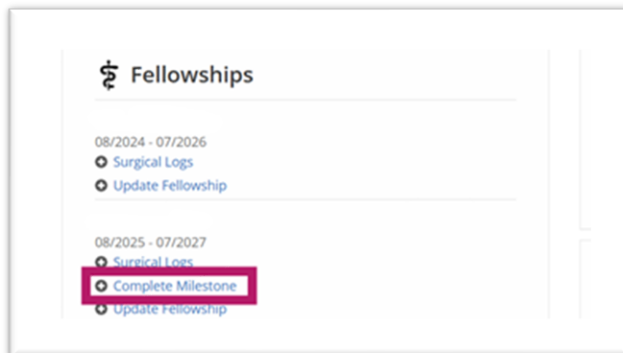 Fellowships
08/2024 - 07/2026
Surgical Logs
Update Fellowship
08/2025 - 07/2027
Surgical Logs
Complete Milestone
Update Fellowship